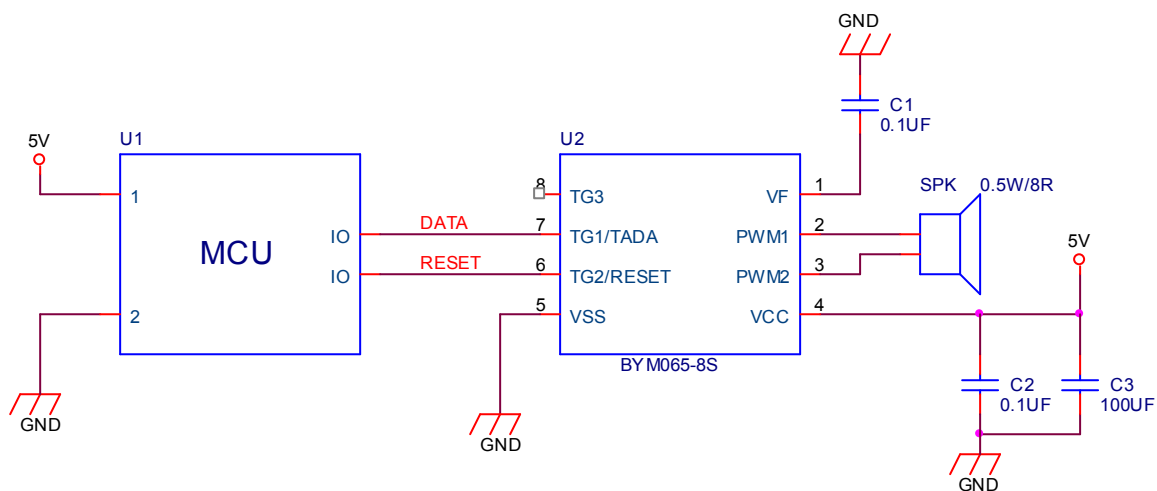 GND
C1
0.1UF
5V
U1
U2
1
8
TG3
VF
1
SPK
0.5W/8R
DATA
IO
7
TG1/TADA
PWM1
2
5V
MCU
RESET
IO
6
TG2/RESET
PWM2
3
2
5
VSS
VCC
4
BYM065-8S
C2
0.1UF
C3
100UF
GND
GND
GND